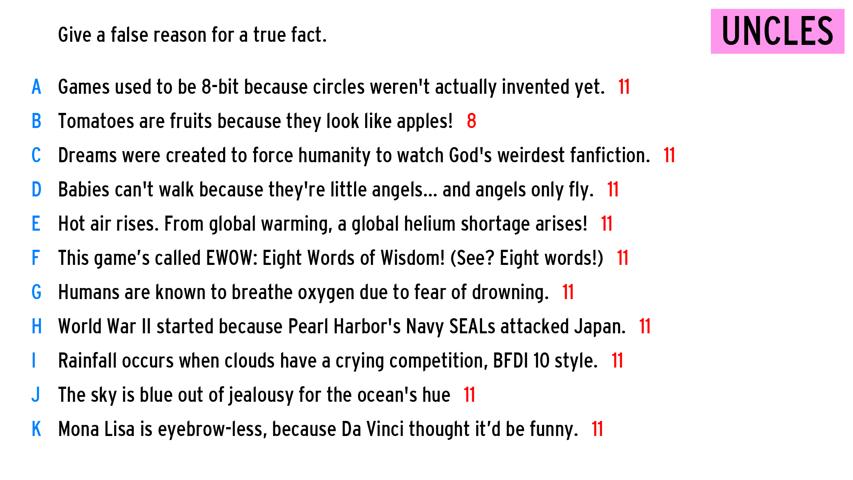 Give a false reason for a true fact.
UNCLES
A Games used to be 8-bit because circles weren't actually invented yet. 11
B Tomatoes are fruits because they look like apples! 8
C Dreams were created to force humanity to watch God's weirdest fanfiction. 11
D Babies can't walk because they're little angels... and angels only fly. 11
E Hot air rises. From global warming, a global helium shortage arises! 11
F This game’s called EWOW: Eight Words of Wisdom! (See? Eight words!) 11
G Humans are known to breathe oxygen due to fear of drowning. 11
H World War II started because Pearl Harbor's Navy SEALs attacked Japan. 11
I Rainfall occurs when clouds have a crying competition, BFDI 10 style. 11
J The sky is blue out of jealousy for the ocean's hue 11
K Mona Lisa is eyebrow-less, because Da Vinci thought it’d be funny. 11